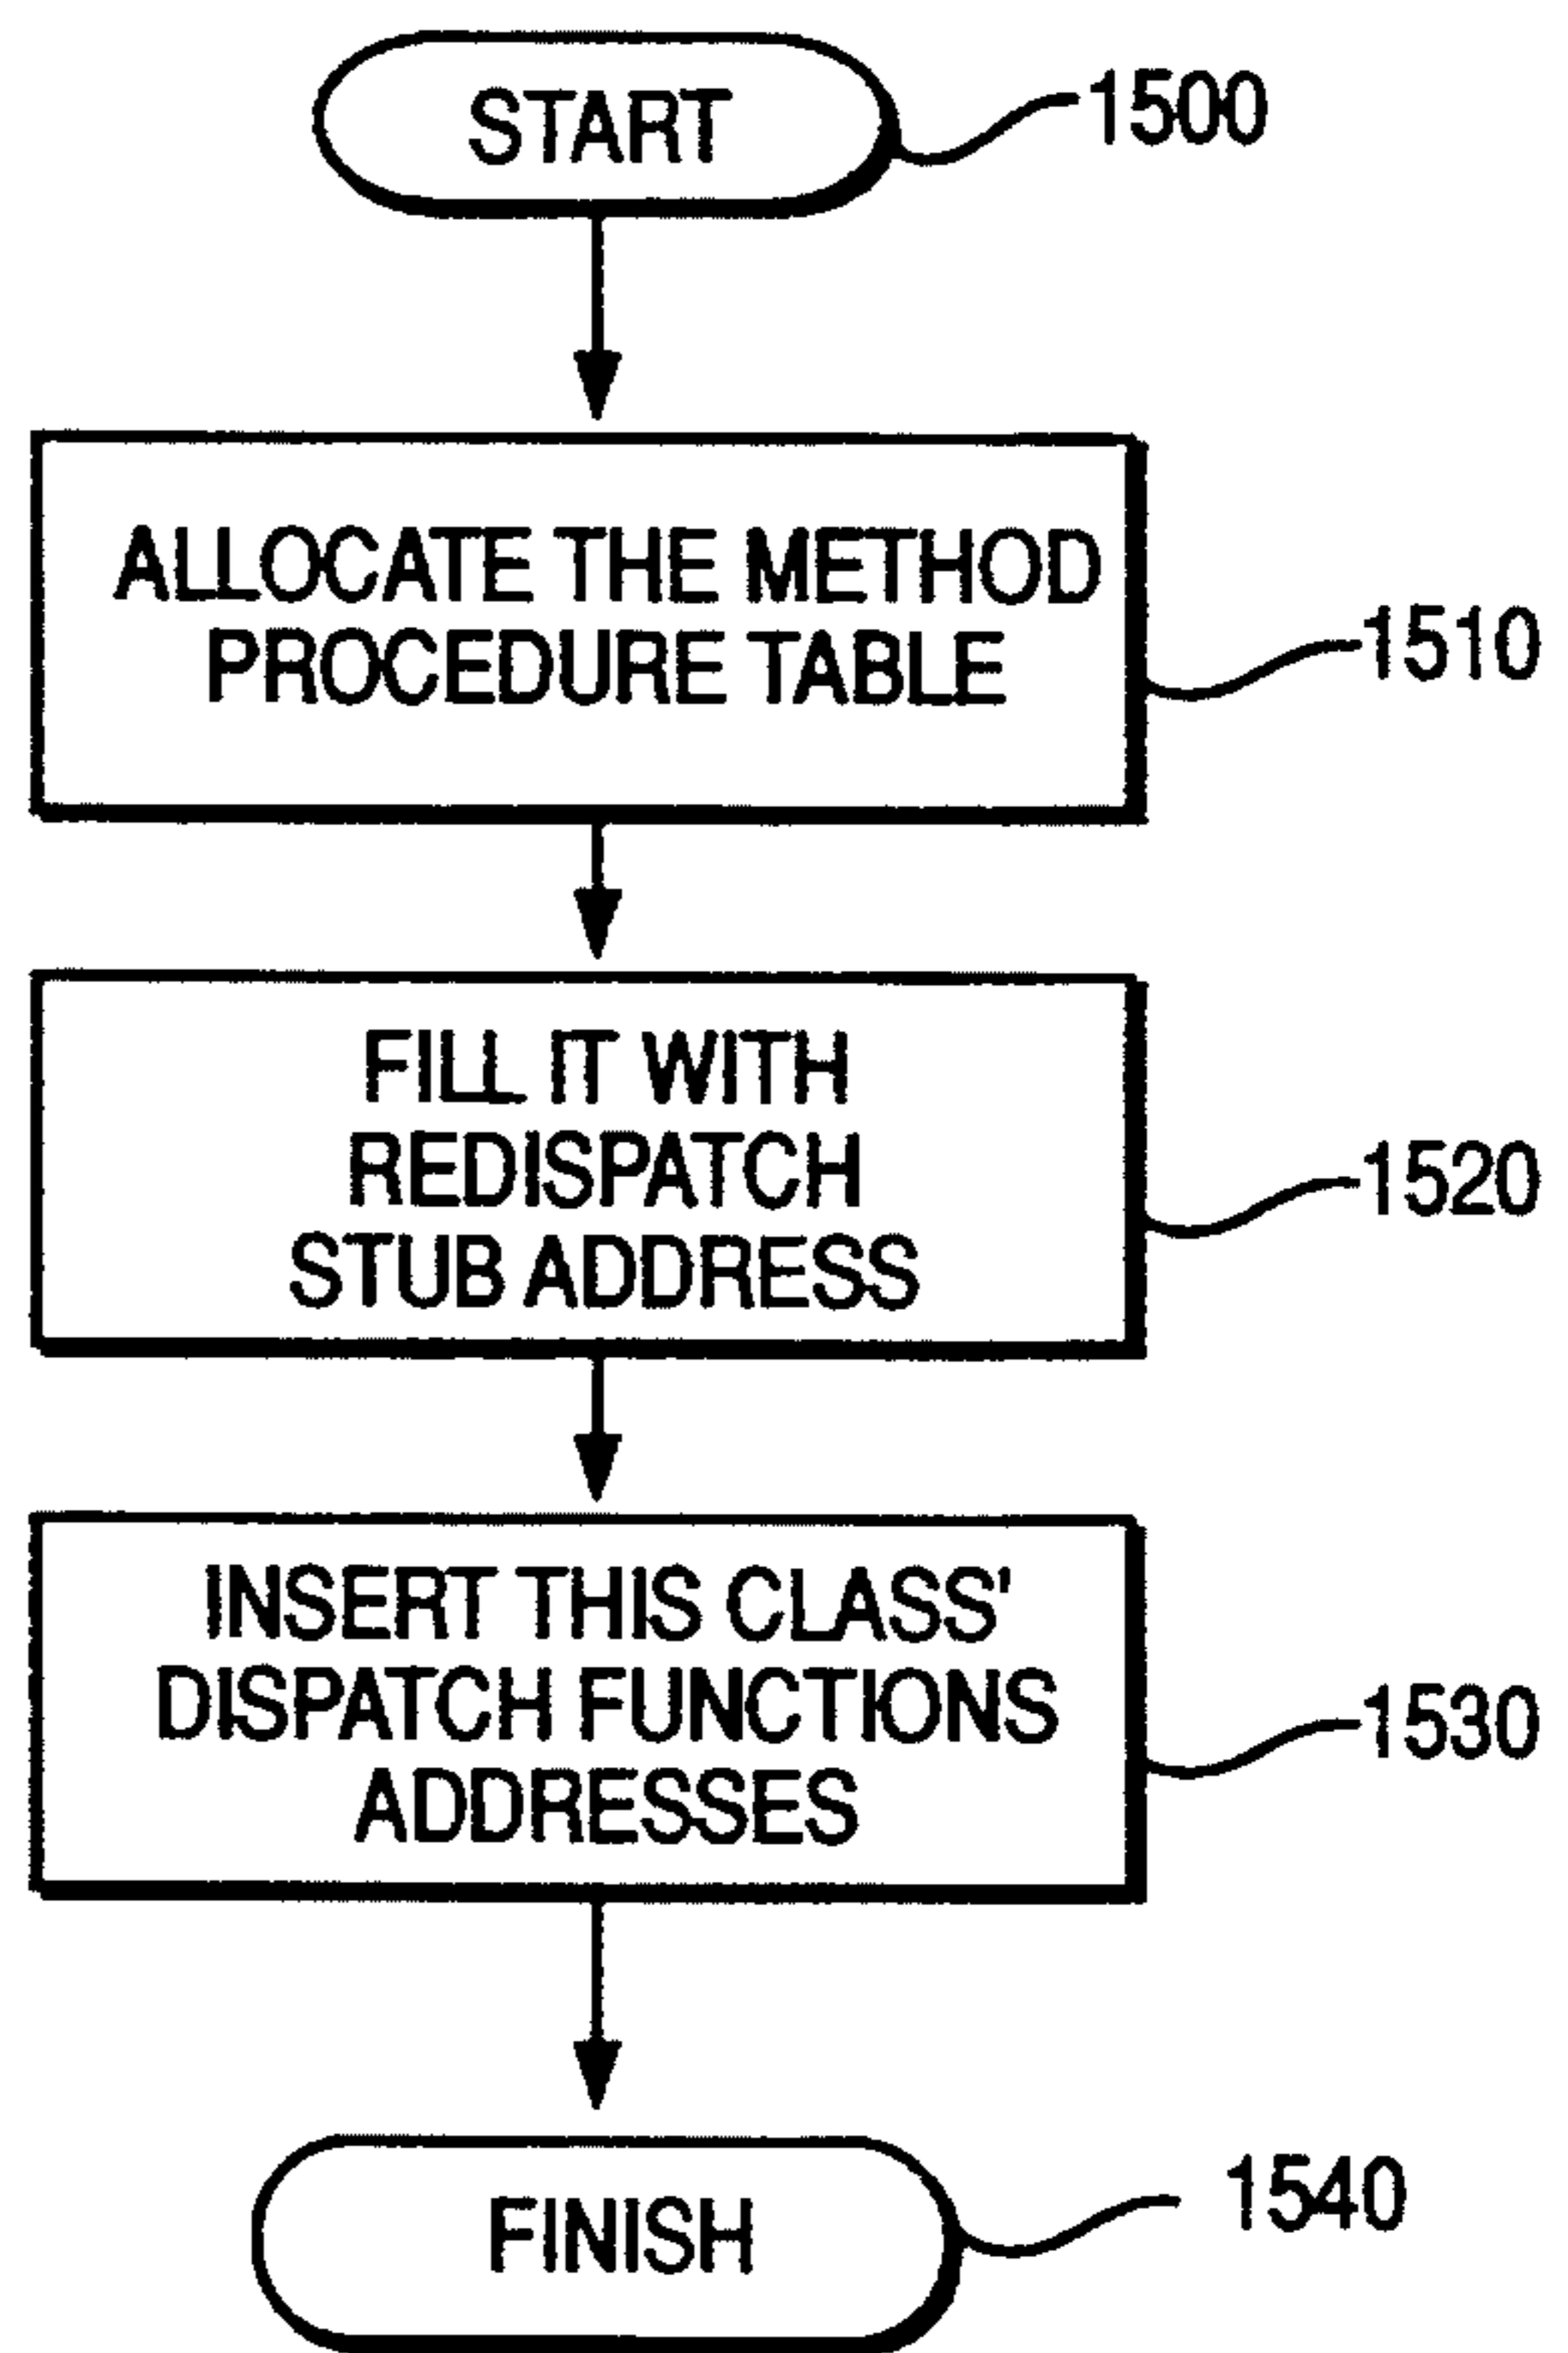 START
1500
ALLOCATE THE METHOD
PROCEDURE TABLE
1510
FILL IT WITH
REDISPATCH
STUB ADDRESS
1520
INSERT THIS CLASS'
DISPATCH FUNCTIONS
ADDRESSES
1530
FINISH
1540